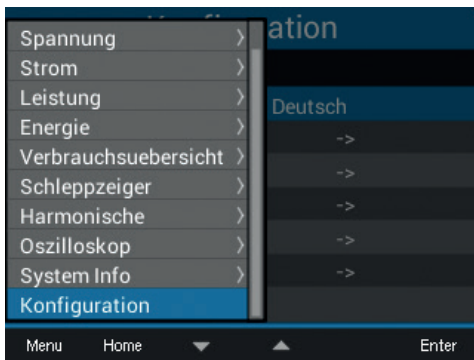 ation
Spannung
Strom
Leistung
Deutsch
Energie
->
Verbrauchsuebersicht
->
Schleppzeiger
->
Harmonische
Oszilloskop
->
System Info
->
Konfiguration
Menu Home Enter